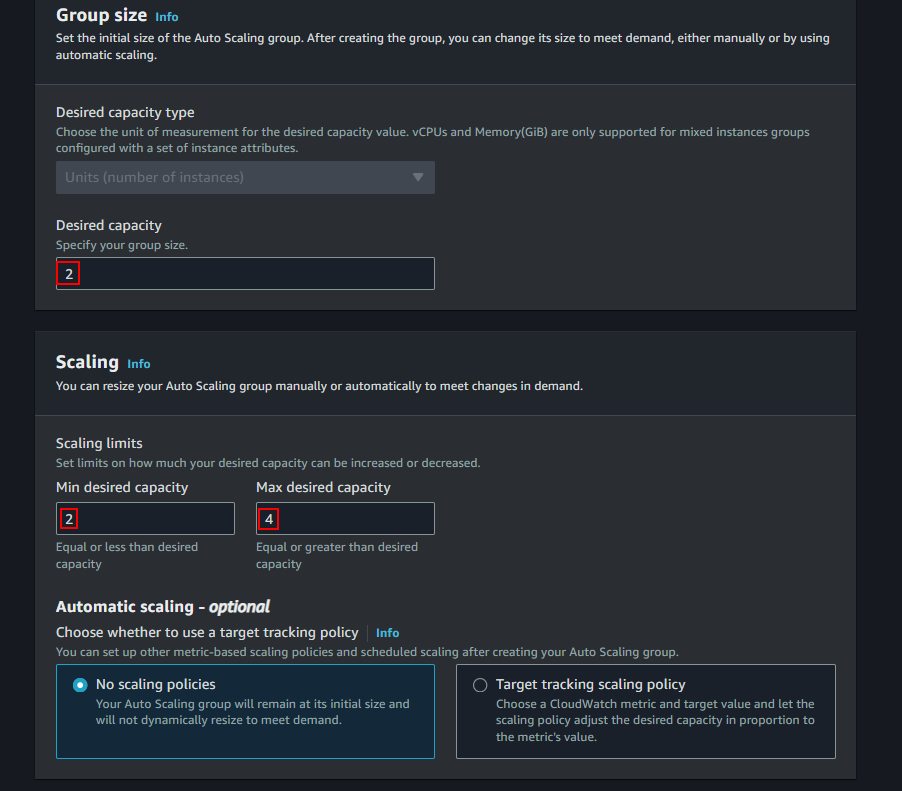 Group size Info
Set the initial size of the Auto Scaling group. After creating the group, you can change its size to meet demand, either manually or by using
automatic scaling.
Desired capacity type
Choose the unit of measurement for the desired capacity value. vCPUs and Memory(GiB) are only supported for mixed instances groups
configured with a set of instance attributes.
Units (number of instances)
Desired capacity
Specify your group size.
2
Scaling Info
You can resize your Auto Scaling group manually or automatically to meet changes in demand.
Scaling limits
Set limits on how much your desired capacity can be increased or decreased.
Min desired capacity
2
Equal or less than desired
capacity
Max desired capacity
4
Equal or greater than desired
capacity
Automatic scaling - optional
Choose whether to use a target tracking policy Info
You can set up other metric-based scaling policies and scheduled scaling after creating your Auto Scaling group.
No scaling policies
Your Auto Scaling group will remain at its initial size and
will not dynamically resize to meet demand.
Target tracking scaling policy
Choose a CloudWatch metric and target value and let the
scaling policy adjust the desired capacity in proportion to
the metric's value.